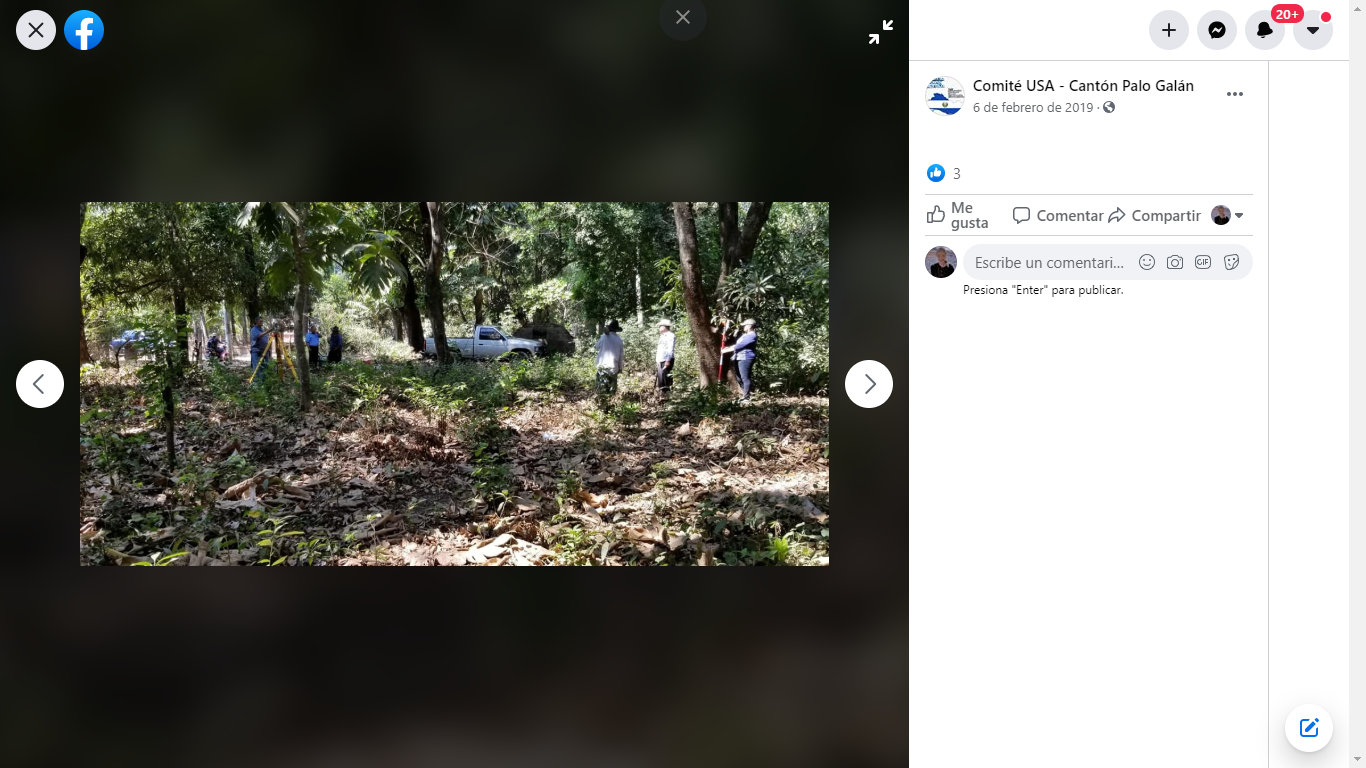 20+
Comité USA - Cantón Palo Galán
6 de febrero de 2019 ·
3
Me gusta
Comentar
Compartir
Escribe un comentari...
GIF
Presiona "Enter" para publicar.